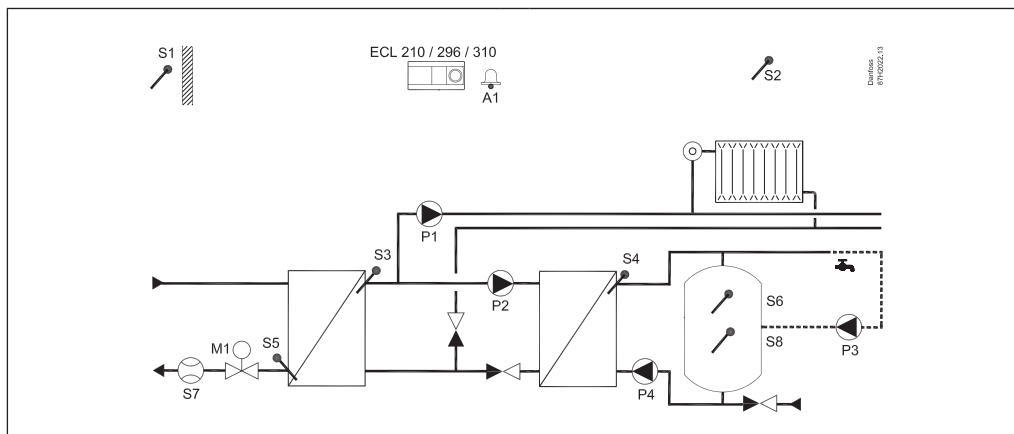 S1
ECL 210 / 296 / 310
A1
S2
Danfoss
87H2022.13
P1
S3
P2
S4
S6
S8
P3
M1
S5
S7
P4